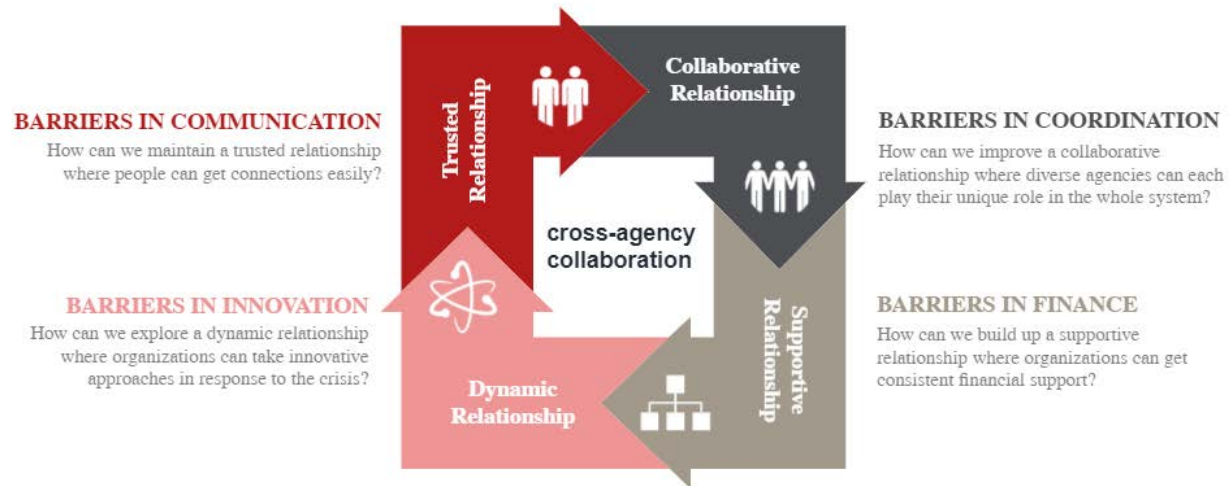 BARRIERS IN COMMUNICATION
How can we maintain a trusted relationship
where people can get connections easily?
Trusted
Relationship
Collaborative
Relationship
BARRIERS IN COORDINATION
How can we improve a collaborative
relationship where diverse agencies can each
play their unique role in the whole system?
cross-agency
collaboration
BARRIERS IN INNOVATION
How can we explore a dynamic relationship
where organizations can take innovative
approaches in response to the crisis?
Dynamic
Relationship
Supportive
Relationship
BARRIERS IN FINANCE
How can we build up a supportive
relationship where organizations can get
consistent financial support?